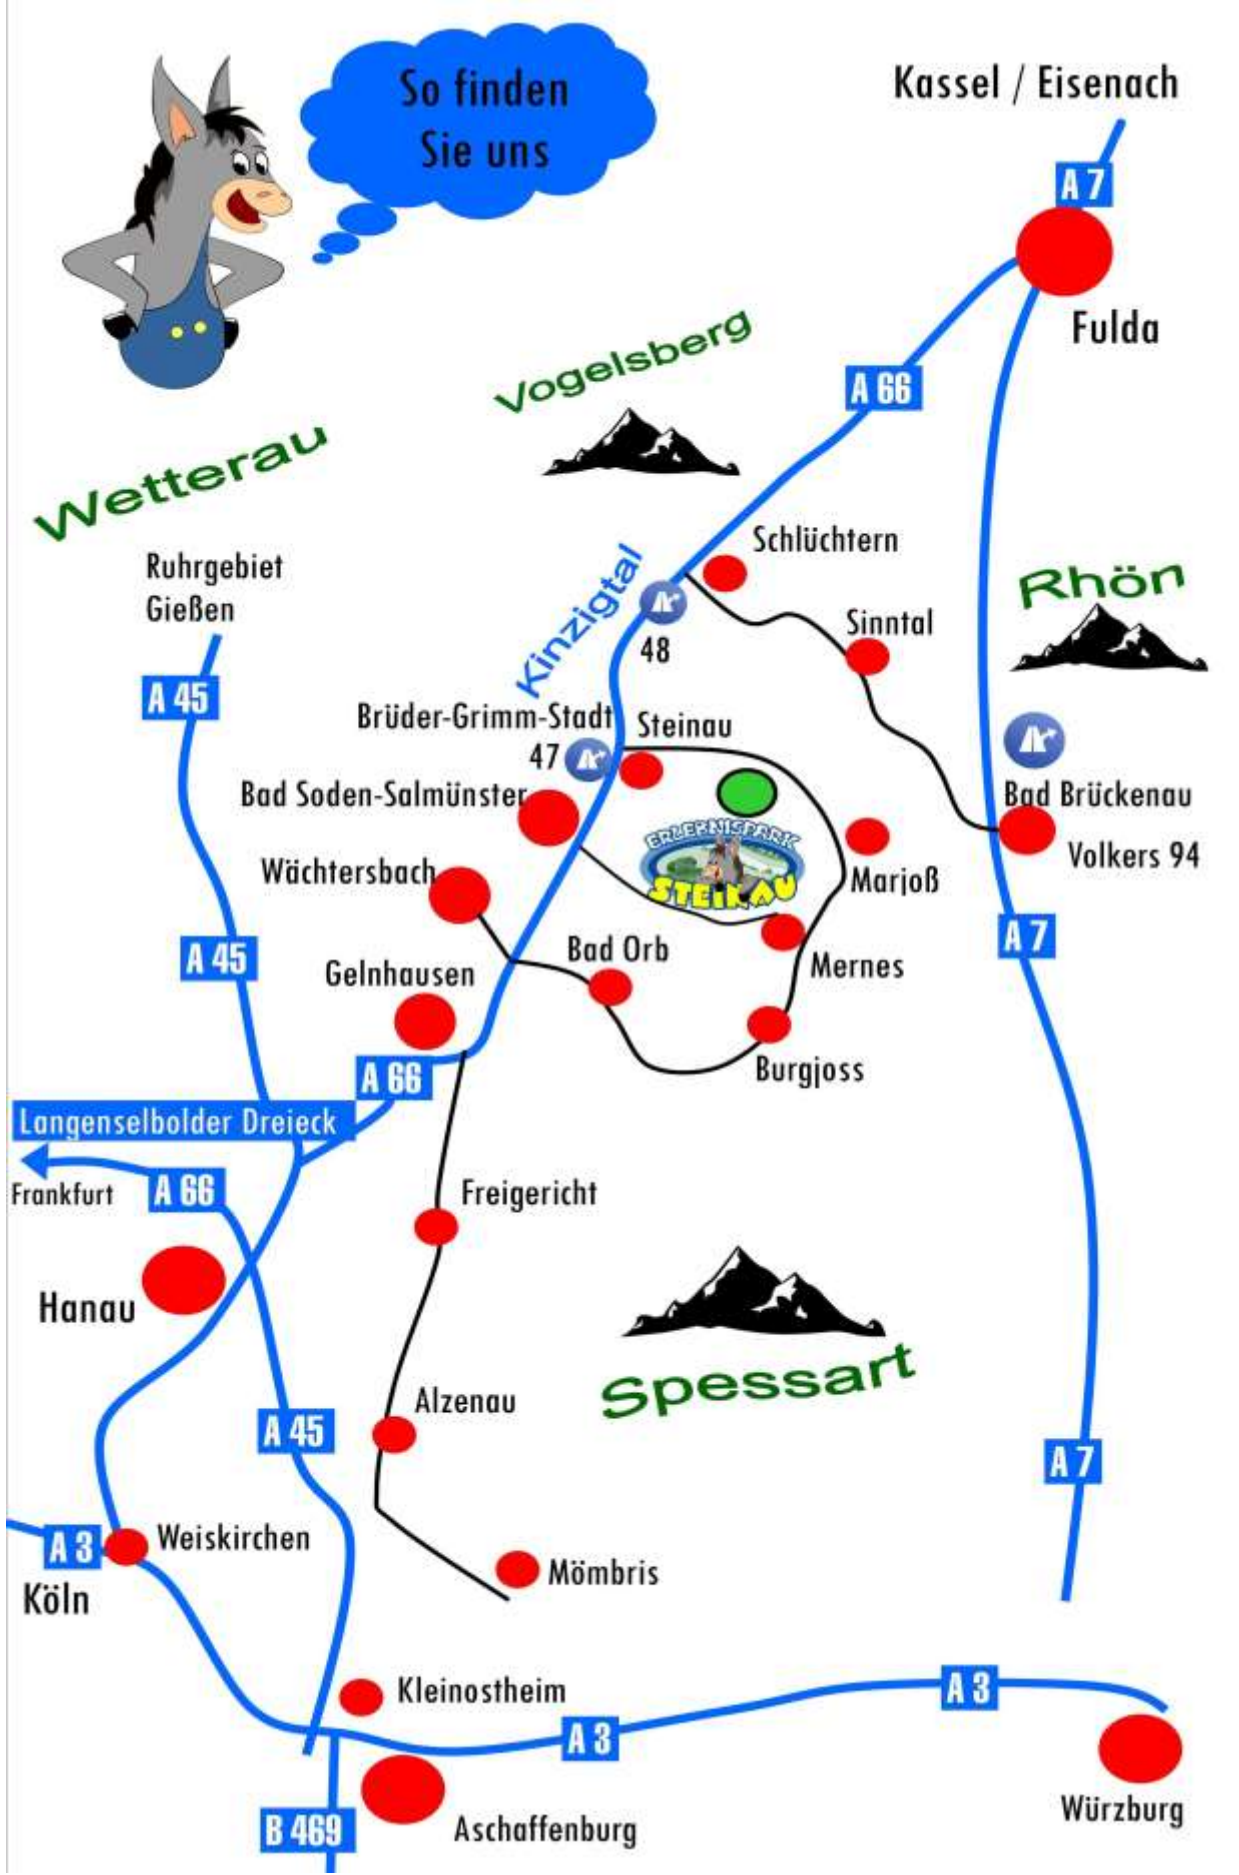 So finden
Sie uns
Kassel / Eisenach
A 7
Fulda
Vogelsberg
A 66
Wetterau
Schlüchtern
Ruhrgebiet
Gießen
Kinzigtal
Rhön
Sinntal
48
A 45
Brüder-Grimm-Stadt
Steinau
47
Bad Soden-Salmünster
Bad Brückenau
ERLEBNISPARK
STEINAU
Volkers 94
Wächtersbach
Marjoß
A 7
A 45
Bad Orb
Mernes
Gelnhausen
Burgjoss
A 66
Langenselbolder Dreieck
Frankfurt
A 66
Freigericht
Hanau
Spessart
Alzenau
A 45
A 7
A 3
Weiskirchen
Köln
Mömbris
Kleinostheim
A 3
A 3
Würzburg
B 469
Aschaffenburg